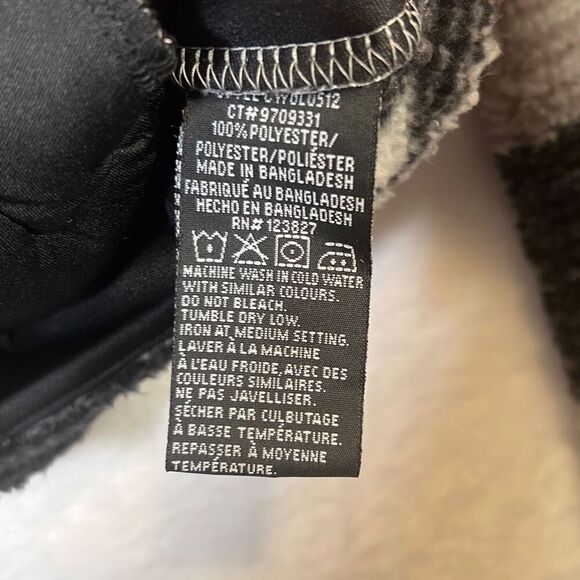 CT# 9709331
100% POLYESTER/
POLYESTER/POLIÉSTER
MADE IN BANGLADESH
FABRIQUÉ AU BANGLADESH
HECHO EN BANGLADESH
RN# 123827
MACHINE WASH IN COLD WATER
WITH SIMILAR COLOURS.
DO NOT BLEACH.
TUMBLE DRY LOW.
IRON AT MEDIUM SETTING.
LAVER À LA MACHINE
À L'EAU FROIDE, AVEC DES
COULEURS SIMILAIRES.
NE PAS JAVELLISER.
SÉCHER PAR CULBUTAGE
À BASSE TEMPÉRATURE.
REPASSER À MOYENNE
TEMPÉRATURE.